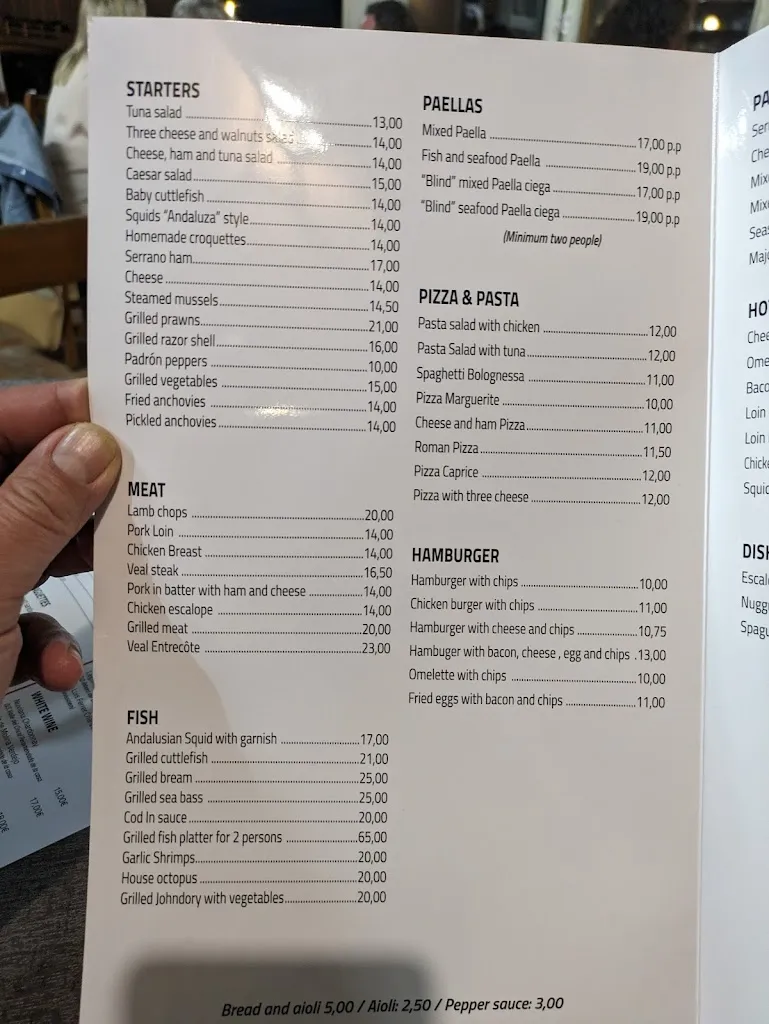 STARTERS
Tuna salad 13,00
Three cheese and walnuts salad 14,00
Cheese, ham and tuna salad 14,00
Caesar salad 15,00
Baby cuttlefish 14,00
Squids "Andaluza" style 14,00
Homemade croquettes 14,00
Serrano ham 17,00
Cheese 14,00
Steamed mussels 14,50
Grilled prawns 21,00
Grilled razor shell 16,00
Padrón peppers 10,00
Grilled vegetables 15,00
Fried anchovies 14,00
Pickled anchovies 14,00
MEAT
Lamb chops 20,00
Pork Loin 14,00
Chicken Breast 14,00
Veal steak 16,50
Pork in batter with ham and cheese 14,00
Chicken escalope 14,00
Grilled meat 20,00
Veal Entrecôte 23,00
FISH
Andalusian Squid with garnish 17,00
Grilled cuttlefish 21,00
Grilled bream 25,00
Grilled sea bass 25,00
Cod In sauce 20,00
Grilled fish platter for 2 persons 65,00
Garlic Shrimps 20,00
House octopus 20,00
Grilled Johndory with vegetables 20,00
PAELLAS
Mixed Paella 17,00 p.p
Fish and seafood Paella 19,00 p.p
"Blind" mixed Paella ciega 17,00 p.p
"Blind" seafood Paella ciega 19,00 p.p
(Minimum two people)
PIZZA & PASTA
Pasta salad with chicken 12,00
Pasta Salad with tuna 12,00
Spaghetti Bolognessa 11,00
Pizza Marguerite 10,00
Cheese and ham Pizza 11,00
Roman Pizza 11,50
Pizza Caprice 12,00
Pizza with three cheese 12,00
HAMBURGER
Hamburger with chips 10,00
Chicken burger with chips 11,00
Hamburger with cheese and chips 10,75
Hambuger with bacon, cheese , egg and chips 13,00
Omelette with chips 10,00
Fried eggs with bacon and chips 11,00
Bread and aioli 5,00 / Aioli: 2,50 / Pepper sauce: 3,00
WHITE WINE
15,00€
17,00€